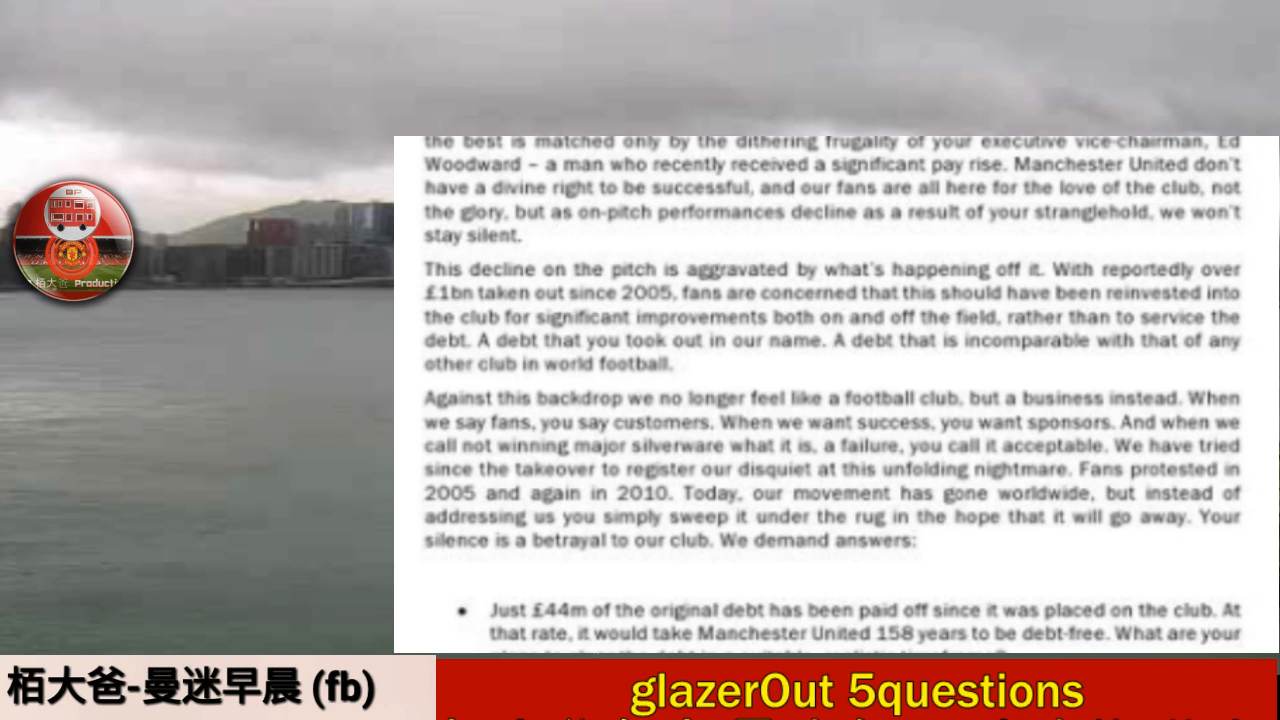 the best is matched only by the dithering frugality of your executive vice-chairman, Ed
Woodward – a man who recently received a significant pay rise. Manchester United don't
have a divine right to be successful, and our fans are all here for the love of the club, not
the glory, but as on-pitch performances decline as a result of your stranglehold, we won't
stay silent.
This decline on the pitch is aggravated by what's happening off it. With reportedly over
£1bn taken out since 2005, fans are concerned that this should have been reinvested into
the club for significant improvements both on and off the field, rather than to service the
debt. A debt that you took out in our name. A debt that is incomparable with that of any
other club in world football.
Against this backdrop we no longer feel like a football club, but a business instead. When
we say fans, you say customers. When we want success, you want sponsors. And when we
call not winning major silverware what it is, a failure, you call it acceptable. We have tried
since the takeover to register our disquiet at this unfolding nightmare. Fans protested in
2005 and again in 2010. Today, our movement has gone worldwide, but instead of
addressing us you simply sweep it under the rug in the hope that it will go away. Your
silence is a betrayal to our club. We demand answers:
• Just £44m of the original debt has been paid off since it was placed on the club. At
that rate, it would take Manchester United 158 years to be debt-free. What are your
栢大爸 Producti
栢大爸-曼迷早晨 (fb)
glazerOut 5questions